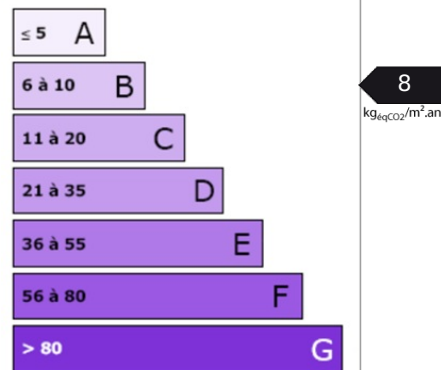 ≤ 5 A
6 à 10 B
8
kgéqCO2/m².an
11 à 20 C
21 à 35 D
36 à 55 E
56 à 80 F
> 80 G